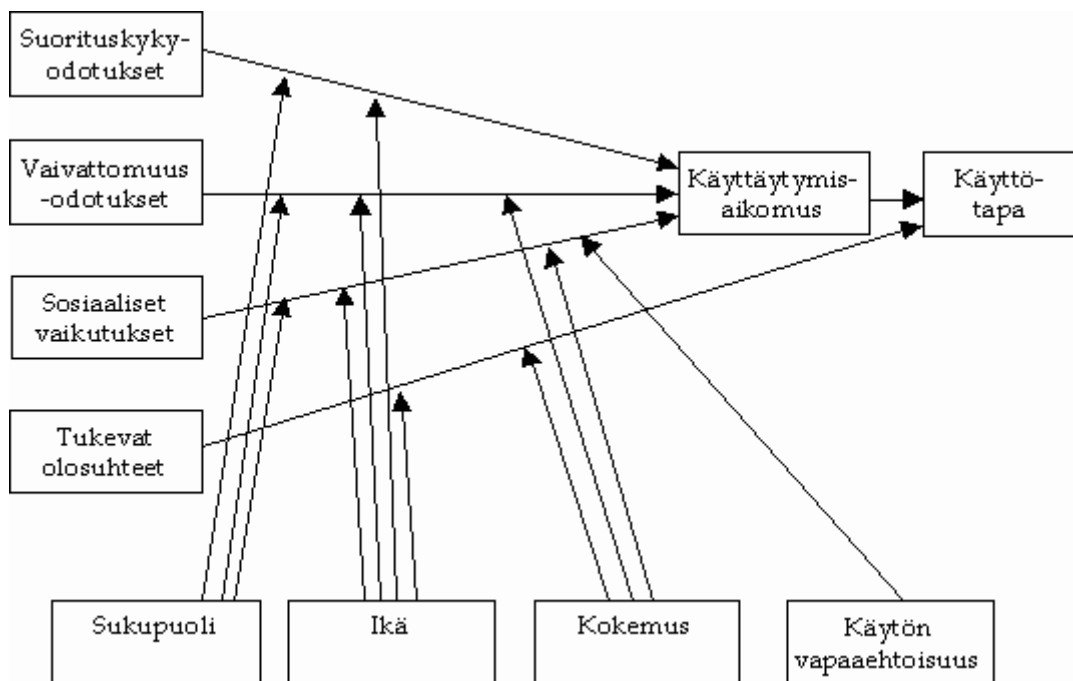 Suorituskyky-
odotukset
Vaivattomuus
-odotukset
Käyttäytymis-
aikomus
Käyttö-
tapa
Sosiaaliset
vaikutukset
Tukevat
olosuhteet
Sukupuoli
Ikä
Kokemus
Käytön
vapaaehtoisuus